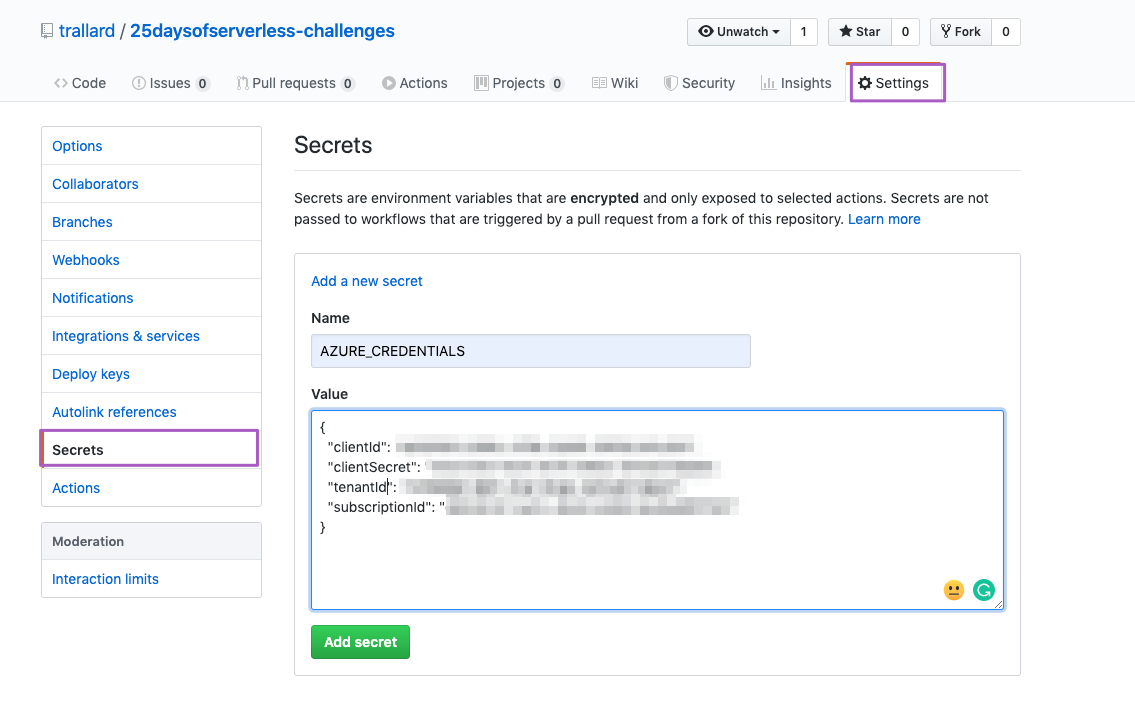 trallard / 25daysofserverless-challenges
Unwatch 1 Star 0 Fork 0
Code Issues 0 Pull requests 0 Actions Projects 0 Wiki Security Insights Settings
Options
Collaborators
Branches
Webhooks
Notifications
Integrations & services
Deploy keys
Autolink references
Secrets
Actions
Moderation
Interaction limits
Secrets
Secrets are environment variables that are encrypted and only exposed to selected actions. Secrets are not
passed to workflows that are triggered by a pull request from a fork of this repository. Learn more
Add a new secret
Name
AZURE_CREDENTIALS
Value
{
"clientId":
"clientSecret": "
"tenantId":
"subscriptionId": "
}
Add secret